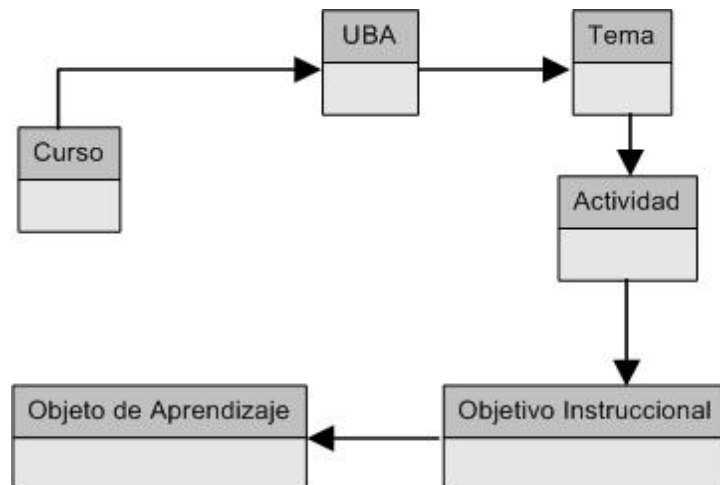 UBA
Tema
Curso
Actividad
Objeto de Aprendizaje
Objetivo Instruccional